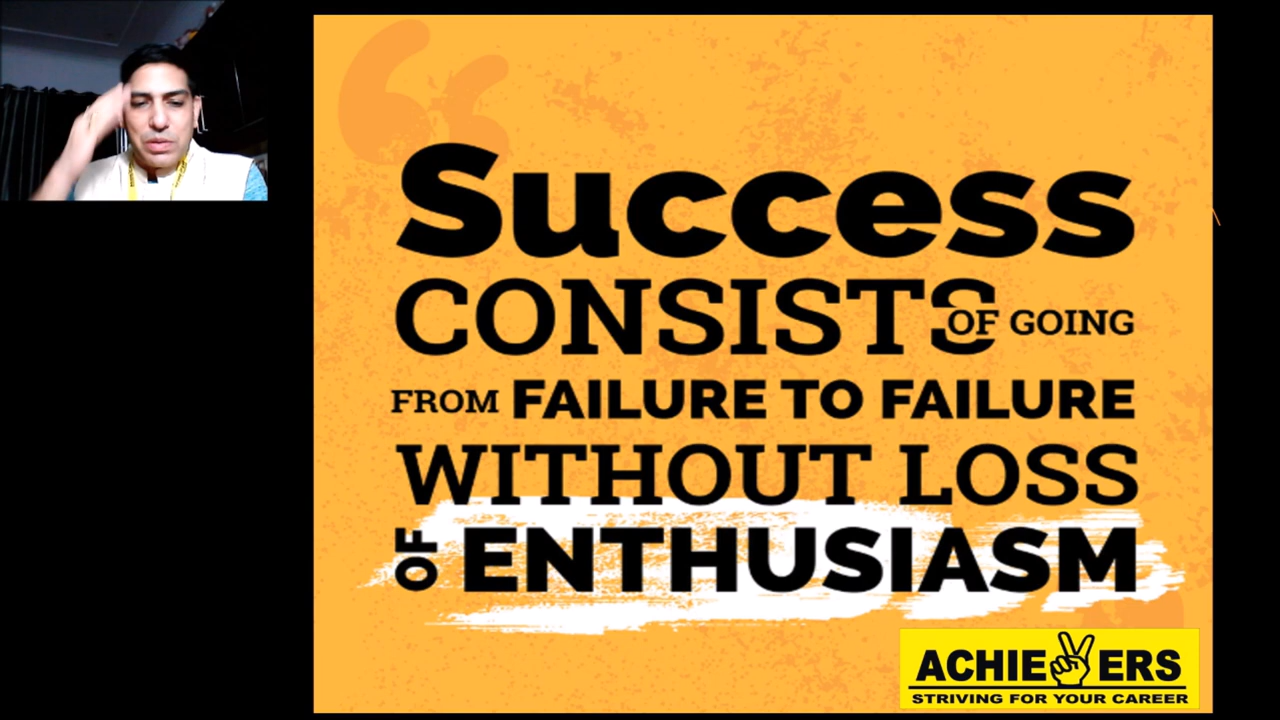 Success
CONSISTS OF GOING
FROM FAILURE TO FAILURE
WITHOUT LOSS
OF ENTHUSIASM
ACHIEVERS
STRIVING FOR YOUR CAREER